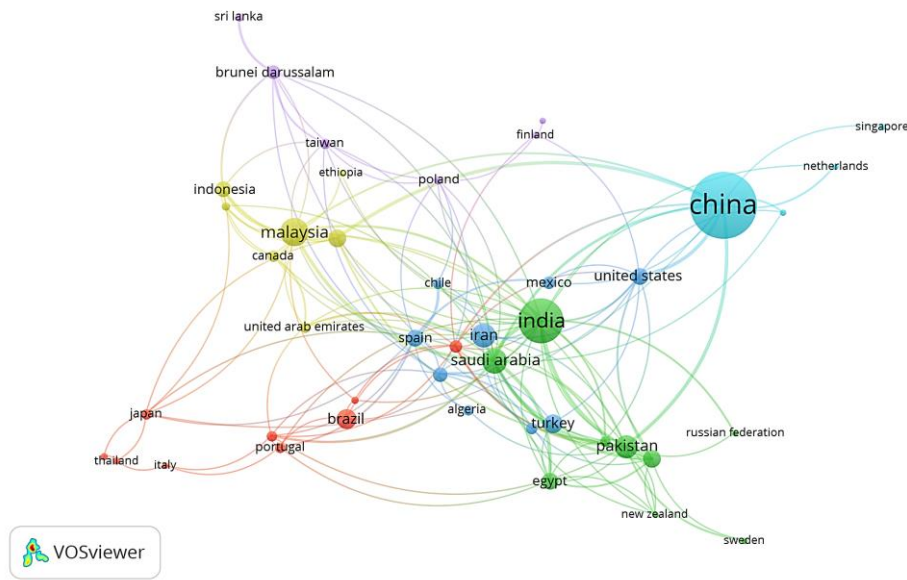 sri lanka
brunei darussalam
singapore
finland
taiwan
netherlands
ethiopia
poland
indonesia
china
malaysia
canada
united states
chile
mexico
india
united arab emirates
spain
iran
saudi arabia
algeria
japan
brazil
turkey
russian federation
portugal
pakistan
thailand
italy
egypt
new zealand
sweden
VOSviewer